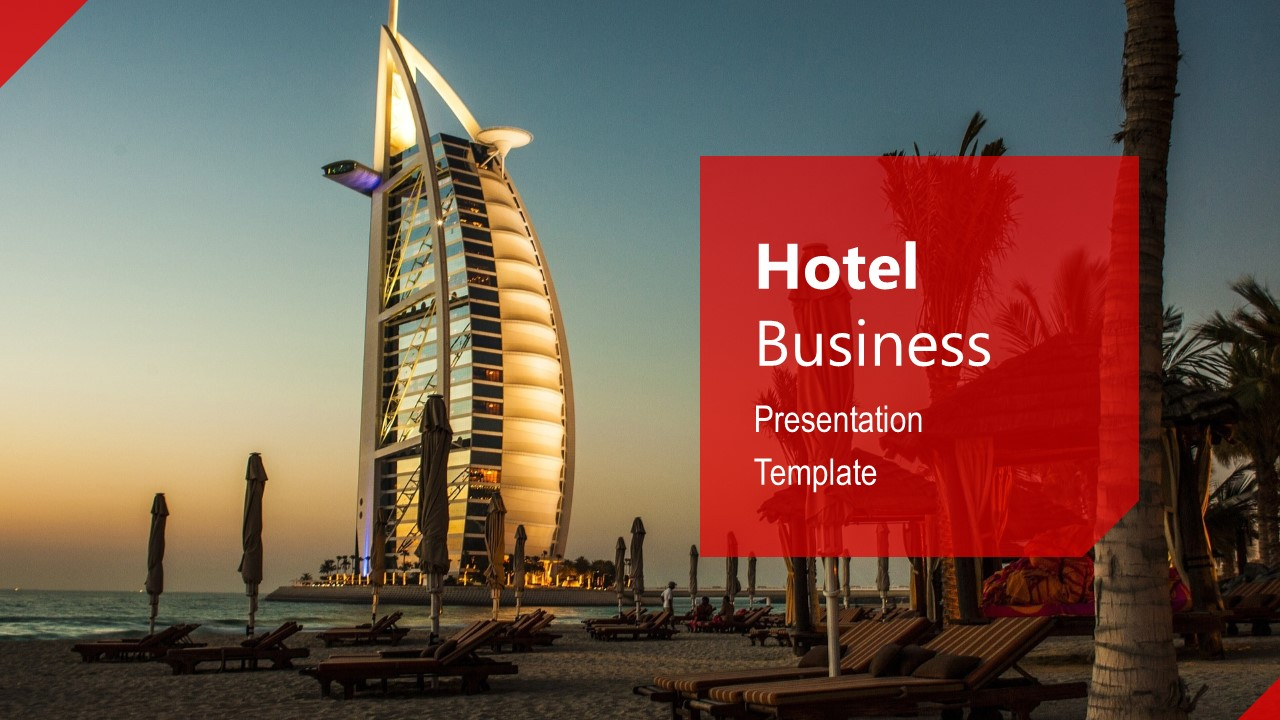 Hotel
Business
Presentation
Template